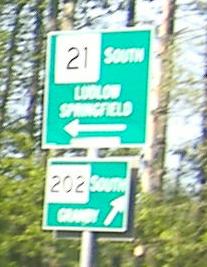 21 SOUTH
LUDLOW
SPRINGFIELD
202 SOUTH
GRANBY